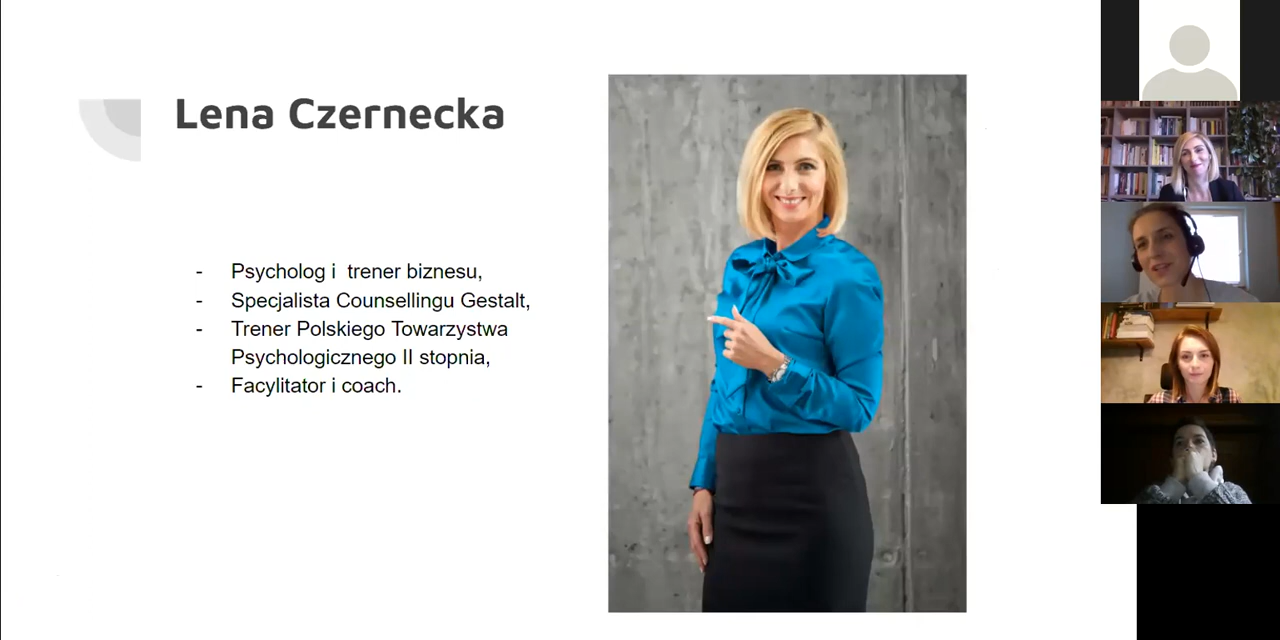 Lena Czernecka
- Psycholog i trener biznesu,
- Specjalista Counsellingu Gestalt,
- Trener Polskiego Towarzystwa
Psychologicznego II stopnia,
- Facylitator i coach.